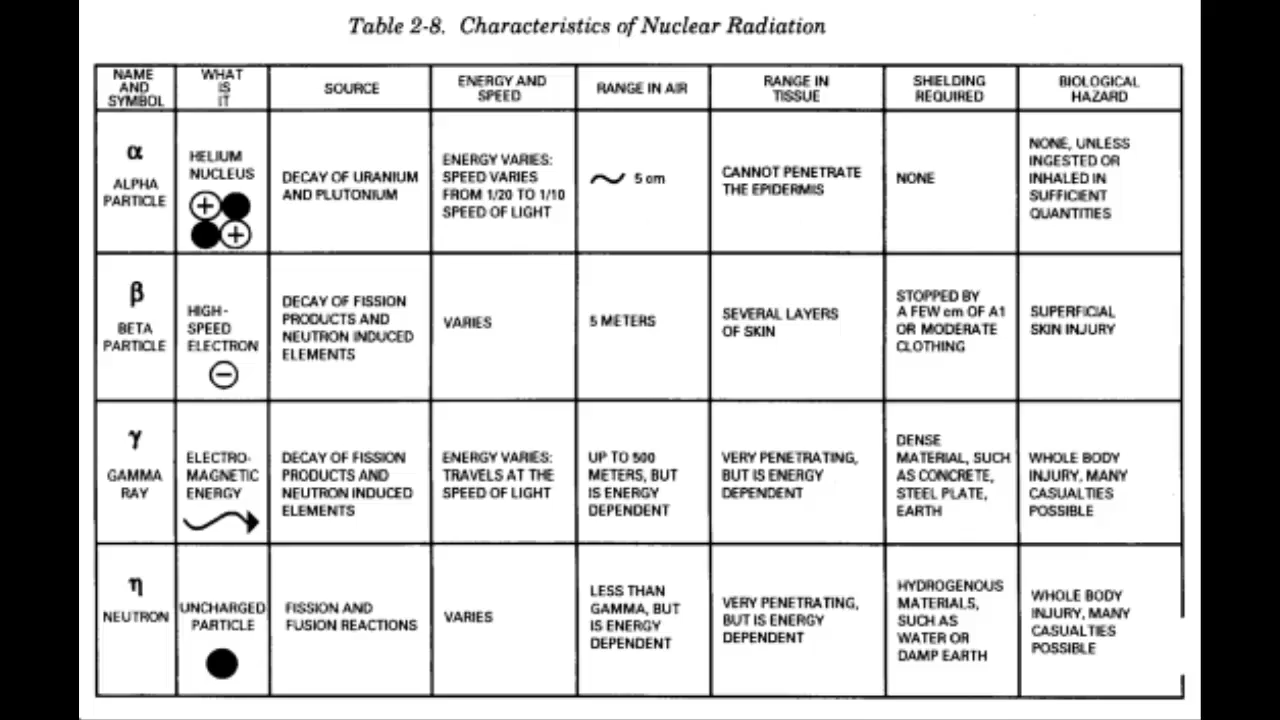 Table 2-8. Characteristics of Nuclear Radiation
NAME
AND
SYMBOL
WHAT
IS
IT
SOURCE
ENERGY AND
SPEED
RANGE IN AIR
RANGE IN
TISSUE
SHIELDING
REQUIRED
BIOLOGICAL
HAZARD
α
ALPHA
PARTICLE
HELIUM
NUCLEUS
+
+
DECAY OF URANIUM
AND PLUTONIUM
ENERGY VARIES:
SPEED VARIES
FROM 1/20 TO 1/10
SPEED OF LIGHT
~ 5 cm
CANNOT PENETRATE
THE EPIDERMIS
NONE
NONE, UNLESS
INGESTED OR
INHALED IN
SUFFICIENT
QUANTITIES
β
BETA
PARTICLE
HIGH-
SPEED
ELECTRON
−
DECAY OF FISSION
PRODUCTS AND
NEUTRON INDUCED
ELEMENTS
VARIES
5 METERS
SEVERAL LAYERS
OF SKIN
STOPPED BY
A FEW cm OF A1
OR MODERATE
CLOTHING
SUPERFICIAL
SKIN INJURY
γ
GAMMA
RAY
ELECTRO-
MAGNETIC
ENERGY
DECAY OF FISSION
PRODUCTS AND
NEUTRON INDUCED
ELEMENTS
ENERGY VARIES:
TRAVELS AT THE
SPEED OF LIGHT
UP TO 500
METERS, BUT
IS ENERGY
DEPENDENT
VERY PENETRATING,
BUT IS ENERGY
DEPENDENT
DENSE
MATERIAL, SUCH
AS CONCRETE,
STEEL PLATE,
EARTH
WHOLE BODY
INJURY, MANY
CASUALTIES
POSSIBLE
η
NEUTRON
UNCHARGED
PARTICLE
FISSION AND
FUSION REACTIONS
VARIES
LESS THAN
GAMMA, BUT
IS ENERGY
DEPENDENT
VERY PENETRATING,
BUT IS ENERGY
DEPENDENT
HYDROGENOUS
MATERIALS,
SUCH AS
WATER OR
DAMP EARTH
WHOLE BODY
INJURY, MANY
CASUALTIES
POSSIBLE